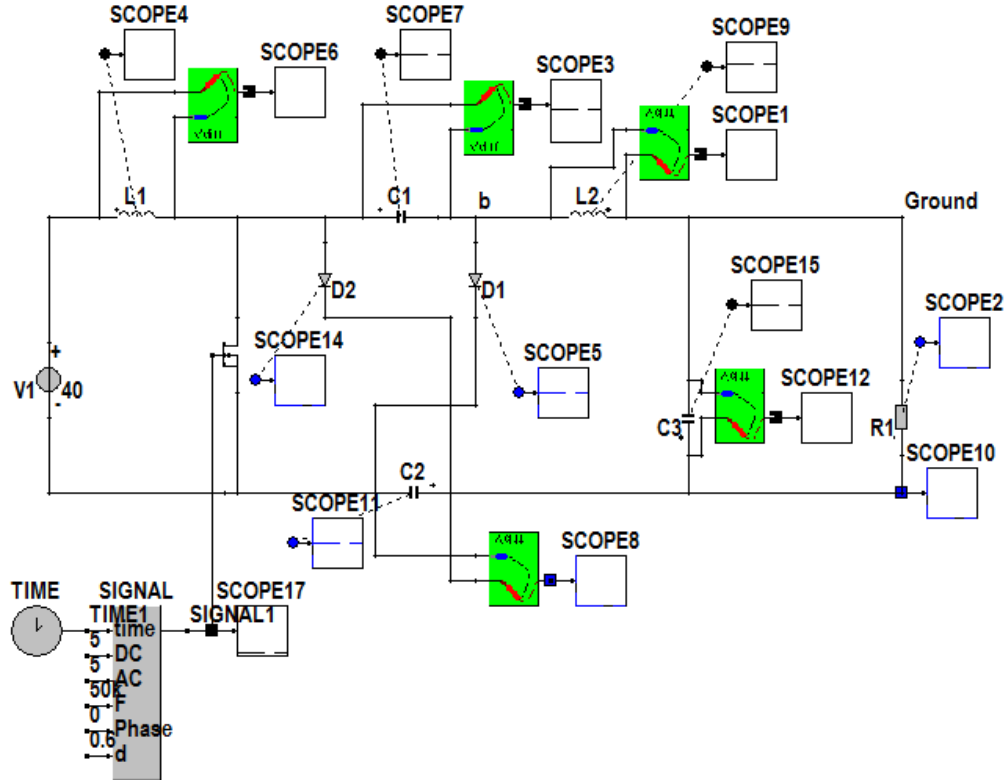 SCOPE4
SCOPE7
SCOPE9
SCOPE6
SCOPE3
SCOPE1
L1
C1
b
L2
Ground
D2
D1
SCOPE15
SCOPE2
SCOPE14
SCOPE5
SCOPE12
+
V1
40
-
C3
R1
SCOPE10
C2
SCOPE11
SCOPE8
TIME
SIGNAL
SCOPE17
TIME1
SIGNAL1
time
5
DC
5
AC
50k
F
0
Phase
0.6
d